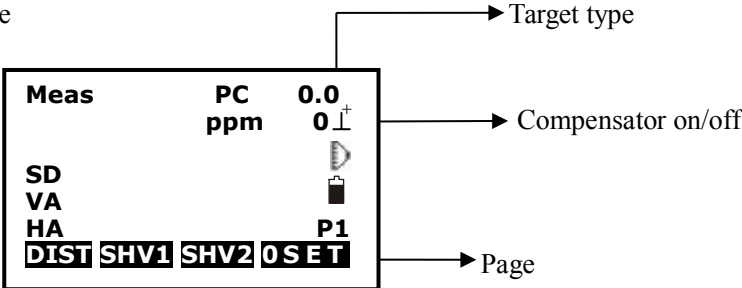 e
Target type
Meas PC 0.0
ppm 0
Compensator on/off
SD
VA
HA P1
DIST SHV1 SHV2 0SET
Page